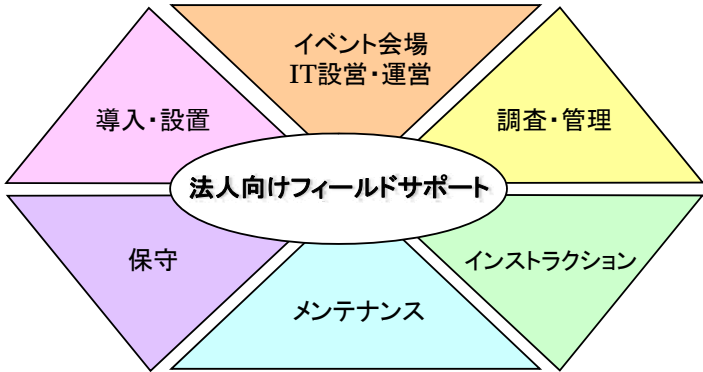 イベント会場
IT設営・運営
導入・設置
調査・管理
法人向けフィールドサポート
保守
インストラクション
メンテナンス